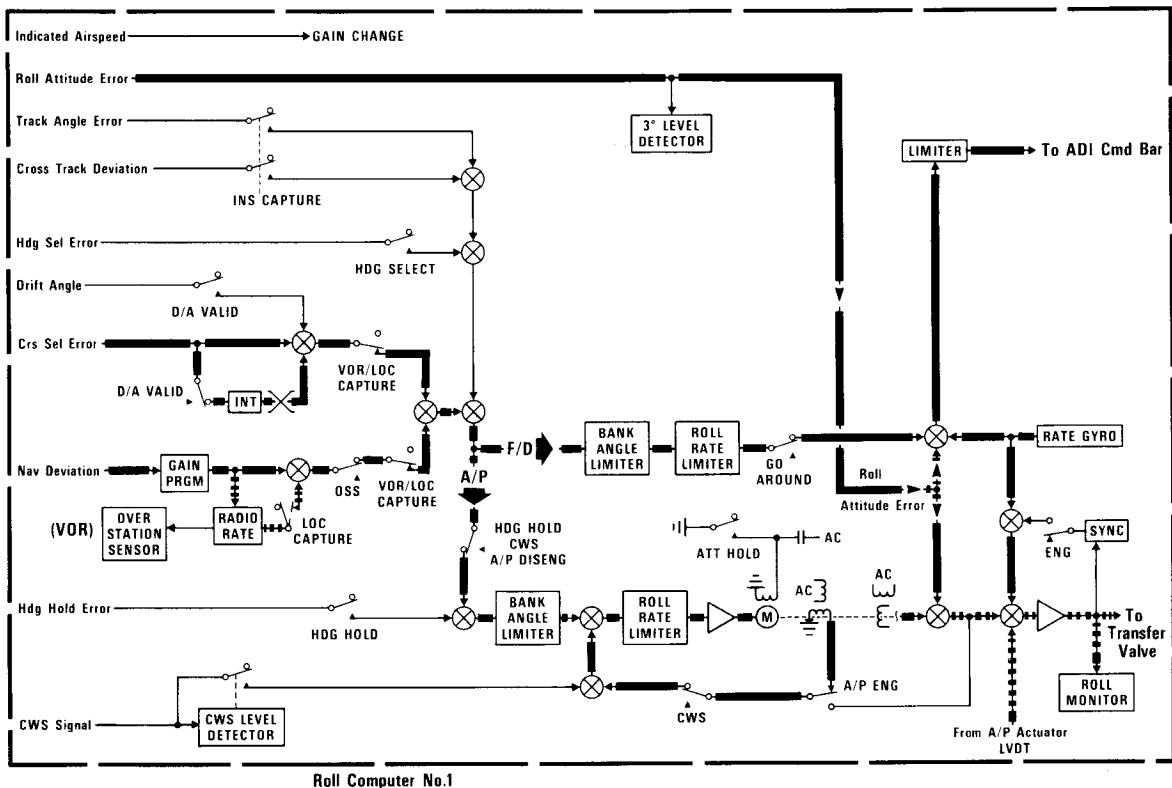 Indicated Airspeed
GAIN CHANGE
Roll Attitude Error
Track Angle Error
3° LEVEL
DETECTOR
LIMITER
To ADI Cmd Bar
Cross Track Deviation
INS CAPTURE
Hdg Sel Error
HDG SELECT
Drift Angle
D/A VALID
Crs Sel Error
VOR/LOC
CAPTURE
D/A VALID
INT
F/D
BANK
ANGLE
LIMITER
ROLL
RATE
LIMITER
GO
AROUND
RATE GYRO
Nav Deviation
GAIN
PRGM
OSS
VOR/LOC
CAPTURE
A/P
Roll
Attitude Error
(VOR)
OVER
STATION
SENSOR
RADIO
RATE
LOC
CAPTURE
HDG HOLD
CWS
A/P DISENG
ATT HOLD
AC
ENG
SYNC
AC
AC
Hdg Hold Error
HDG HOLD
BANK
ANGLE
LIMITER
ROLL
RATE
LIMITER
M
To
Transfer
Valve
CWS Signal
CWS LEVEL
DETECTOR
CWS
A/P ENG
ROLL
MONITOR
From A/P Actuator
LVDT
Roll Computer No.1